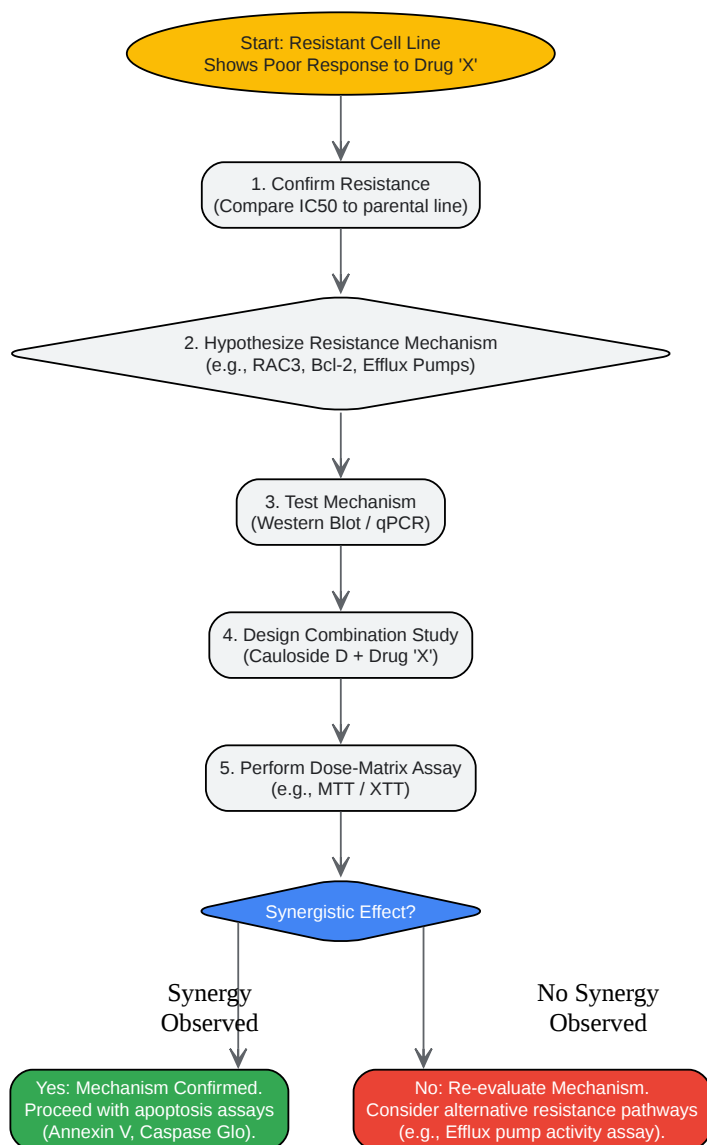 Start: Resistant Cell Line
Shows Poor Response to Drug 'X'
1. Confirm Resistance
(Compare IC50 to parental line)
2. Hypothesize Resistance Mechanism
(e.g., RAC3, Bcl-2, Efflux Pumps)
3. Test Mechanism
(Western Blot / qPCR)
4. Design Combination Study
(Cauloside D + Drug 'X')
5. Perform Dose-Matrix Assay
(e.g., MTT / XTT)
Synergistic Effect?
Synergy
Observed
No Synergy
Observed
Yes: Mechanism Confirmed.
Proceed with apoptosis assays
(Annexin V, Caspase Glo).
No: Re-evaluate Mechanism.
Consider alternative resistance pathways
(e.g., Efflux pump activity assay).